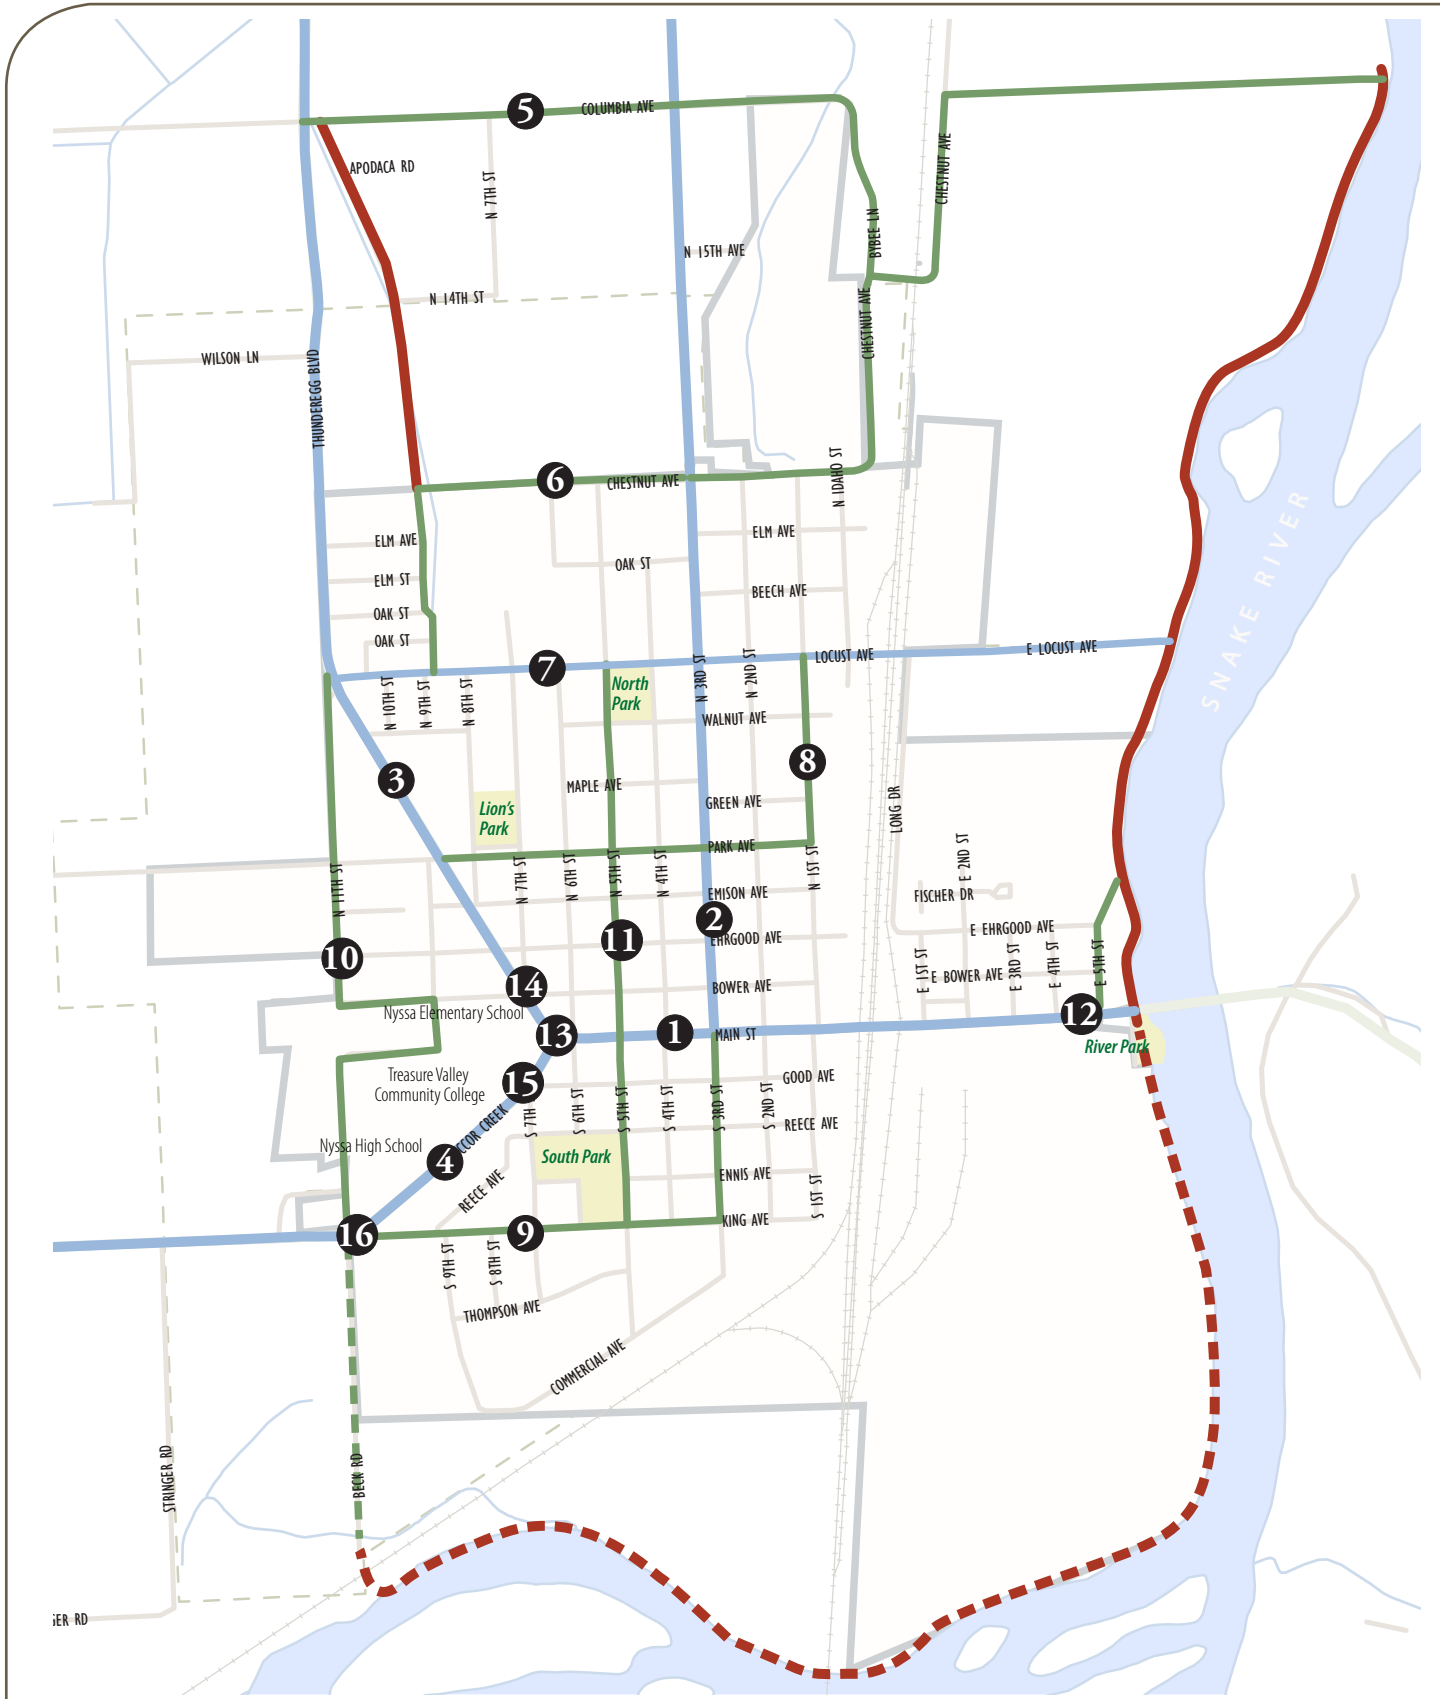 5
COLUMBIA AVE
APODACA RD
N 7TH ST
CHESTNUT AVE
BYBEE LN
N 15TH AVE
N 14TH ST
CHESTNUT AVE
WILSON LN
THUNDEREGG BLVD
6
CHESTNUT AVE
N IDAHO ST
ELM AVE
ELM AVE
OAK ST
ELM ST
BEECH AVE
OAK ST
OAK ST
SNAKE RIVER
7
LOCUST AVE
E LOCUST AVE
North
Park
N 10TH ST
N 9TH ST
N 8TH ST
N 3RD ST
N 2ND ST
WALNUT AVE
3
8
MAPLE AVE
GREEN AVE
LONG DR
Lion's
Park
PARK AVE
N 11TH ST
N 7TH ST
N 6TH ST
N 5TH ST
N 4TH ST
N 1ST ST
E 2ND ST
EMISON AVE
FISCHER DR
2
10
11
EHRGOOD AVE
E EHRGOOD AVE
14
BOWER AVE
E 1ST ST
E BOWER AVE
E 3RD ST
E 4TH ST
E 5TH ST
Nyssa Elementary School
12
13
1
MAIN ST
River Park
Treasure Valley
Community College
15
GOOD AVE
S 7TH
S 6TH ST
S 5TH ST
S 4TH ST
S 3RD ST
S 2ND ST
REECE AVE
CCOR CREEK
Nyssa High School
4
South Park
REECE AVE
ENNIS AVE
S 1ST ST
16
9
KING AVE
S 9TH ST
S 8TH ST
THOMPSON AVE
COMMERCIAL AVE
STRINGER RD
BECK RD
GER RD